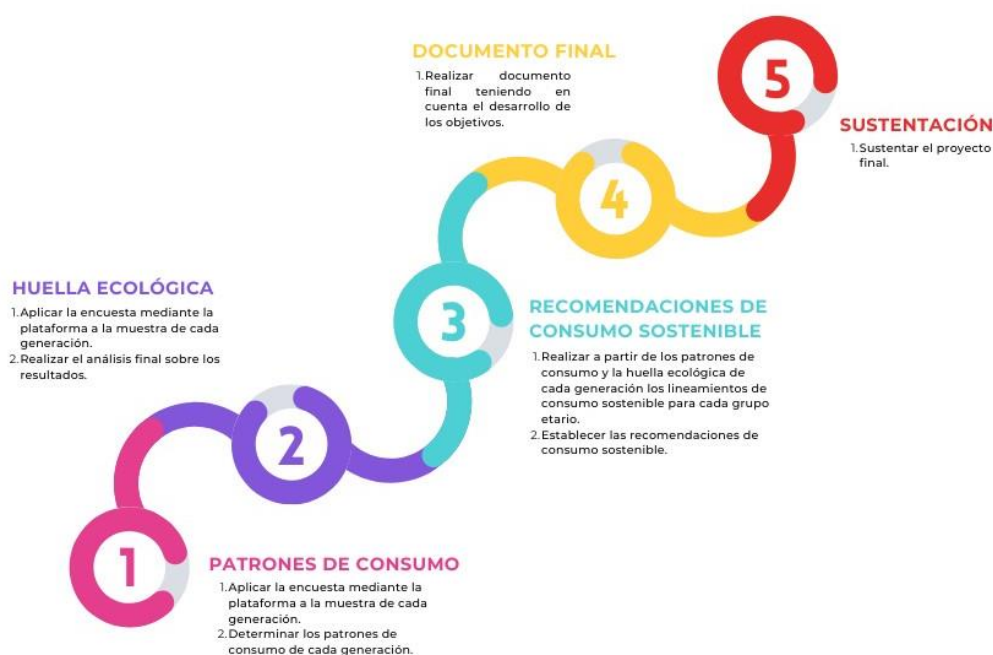 1
PATRONES DE CONSUMO
1. Aplicar la encuesta mediante la
plataforma a la muestra de cada
generación.
2. Determinar los patrones de
consumo de cada generación.
2
HUELLA ECOLÓGICA
1. Aplicar la encuesta mediante la
plataforma a la muestra de cada
generación.
2. Realizar el análisis final sobre los
resultados.
3
RECOMENDACIONES DE
CONSUMO SOSTENIBLE
1. Realizar a partir de los patrones de
consumo y la huella ecológica de
cada generación los lineamientos de
consumo sostenible para cada grupo
etario.
2. Establecer las recomendaciones de
consumo sostenible.
4
DOCUMENTO FINAL
1. Realizar documento
final teniendo en
cuenta el desarrollo de
los objetivos.
5
SUSTENTACIÓN
1. Sustentar el proyecto
final.